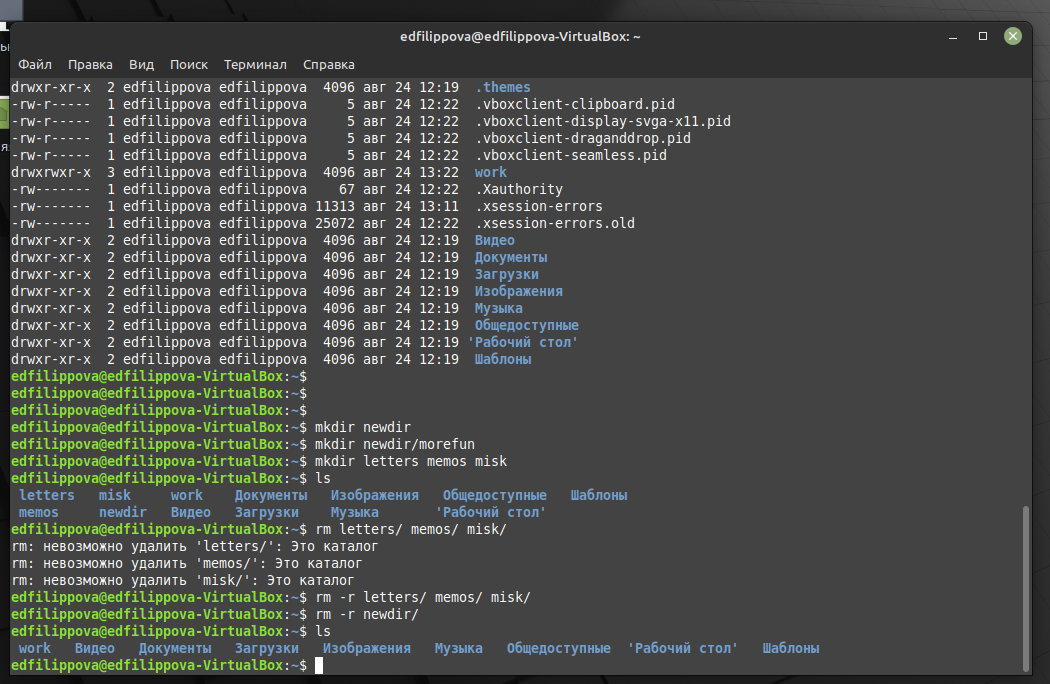 edfilippova@edfilippova-VirtualBox: ~
Файл Правка Вид Поиск Терминал Справка
drwxr-xr-x  2 edfilippova edfilippova  4096 авг 24 12:19  .themes
-rw-r-----  1 edfilippova edfilippova     5 авг 24 12:22  .vboxclient-clipboard.pid
-rw-r-----  1 edfilippova edfilippova     5 авг 24 12:22  .vboxclient-display-svga-x11.pid
-rw-r-----  1 edfilippova edfilippova     5 авг 24 12:22  .vboxclient-draganddrop.pid
-rw-r-----  1 edfilippova edfilippova     5 авг 24 12:22  .vboxclient-seamless.pid
drwxrwxr-x  3 edfilippova edfilippova  4096 авг 24 13:22  work
-rw-------  1 edfilippova edfilippova    67 авг 24 12:22  .Xauthority
-rw-------  1 edfilippova edfilippova 11313 авг 24 13:11  .xsession-errors
-rw-------  1 edfilippova edfilippova 25072 авг 24 12:22  .xsession-errors.old
drwxr-xr-x  2 edfilippova edfilippova  4096 авг 24 12:19  Видео
drwxr-xr-x  2 edfilippova edfilippova  4096 авг 24 12:19  Документы
drwxr-xr-x  2 edfilippova edfilippova  4096 авг 24 12:19  Загрузки
drwxr-xr-x  2 edfilippova edfilippova  4096 авг 24 12:19  Изображения
drwxr-xr-x  2 edfilippova edfilippova  4096 авг 24 12:19  Музыка
drwxr-xr-x  2 edfilippova edfilippova  4096 авг 24 12:19  Общедоступные
drwxr-xr-x  2 edfilippova edfilippova  4096 авг 24 12:19 'Рабочий стол'
drwxr-xr-x  2 edfilippova edfilippova  4096 авг 24 12:19  Шаблоны
edfilippova@edfilippova-VirtualBox:~$
edfilippova@edfilippova-VirtualBox:~$
edfilippova@edfilippova-VirtualBox:~$
edfilippova@edfilippova-VirtualBox:~$ mkdir newdir
edfilippova@edfilippova-VirtualBox:~$ mkdir newdir/morefun
edfilippova@edfilippova-VirtualBox:~$ mkdir letters memos misk
edfilippova@edfilippova-VirtualBox:~$ ls
letters   misk     work    Документы   Изображения   Общедоступные   Шаблоны
memos     newdir   Видео   Загрузки    Музыка       'Рабочий стол'
edfilippova@edfilippova-VirtualBox:~$ rm letters/ memos/ misk/
rm: невозможно удалить 'letters/': Это каталог
rm: невозможно удалить 'memos/': Это каталог
rm: невозможно удалить 'misk/': Это каталог
edfilippova@edfilippova-VirtualBox:~$ rm -r letters/ memos/ misk/
edfilippova@edfilippova-VirtualBox:~$ rm -r newdir/
edfilippova@edfilippova-VirtualBox:~$ ls
work   Видео   Документы   Загрузки   Изображения   Музыка   Общедоступные  'Рабочий стол'   Шаблоны
edfilippova@edfilippova-VirtualBox:~$